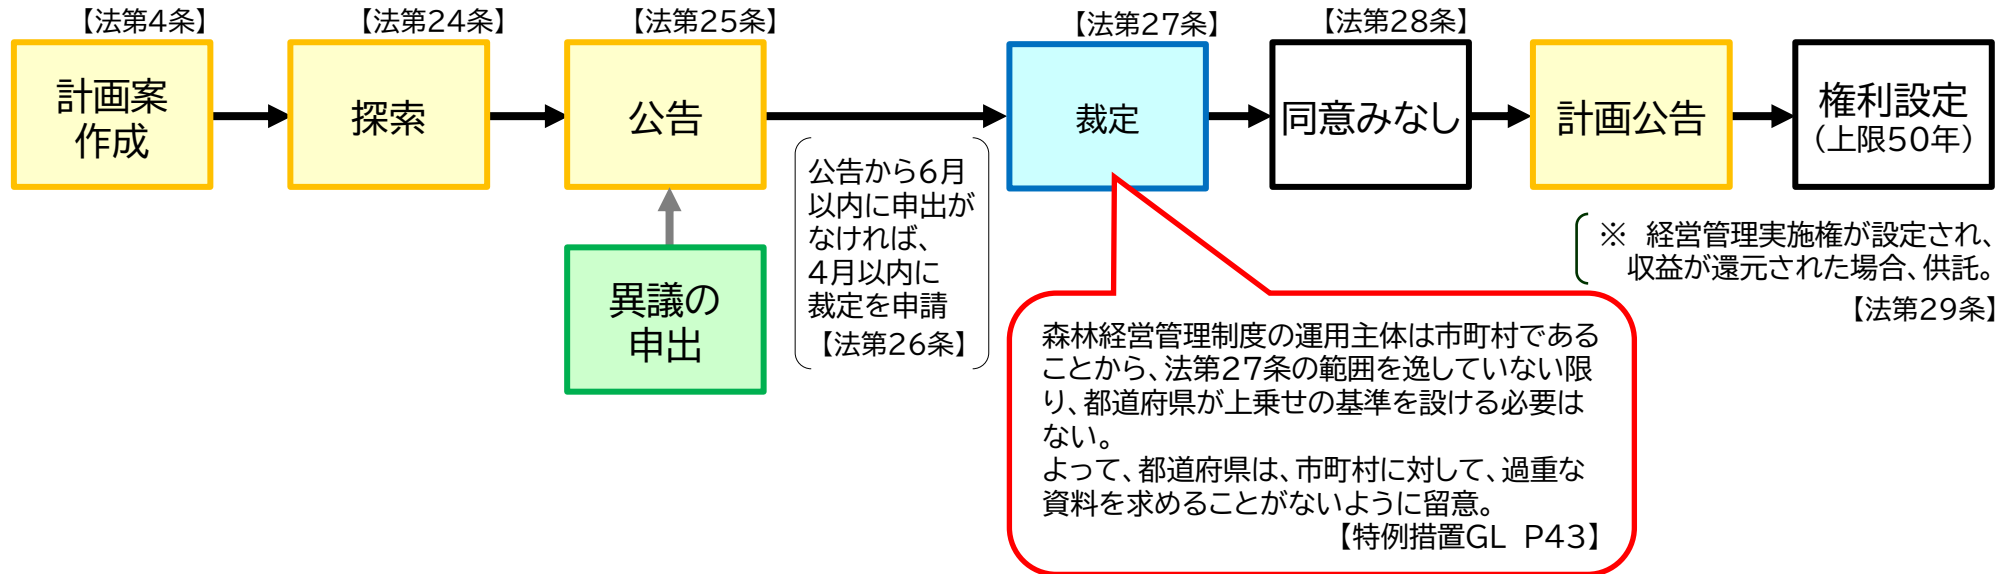 【法第4条】
計画案
作成
【法第24条】
探索
【法第25条】
公告
異議の
申出
公告から6月
以内に申出が
なければ、
4月以内に
裁定を申請
【法第26条】
【法第27条】
裁定
【法第28条】
同意みなし
計画公告
権利設定
（上限50年）
※　経営管理実施権が設定され、
収益が還元された場合、供託。
【法第29条】
森林経営管理制度の運用主体は市町村である
ことから、法第27条の範囲を逸していない限
り、都道府県が上乗せの基準を設ける必要は
ない。
よって、都道府県は、市町村に対して、過重な
資料を求めることがないように留意。
【特例措置GL P43】